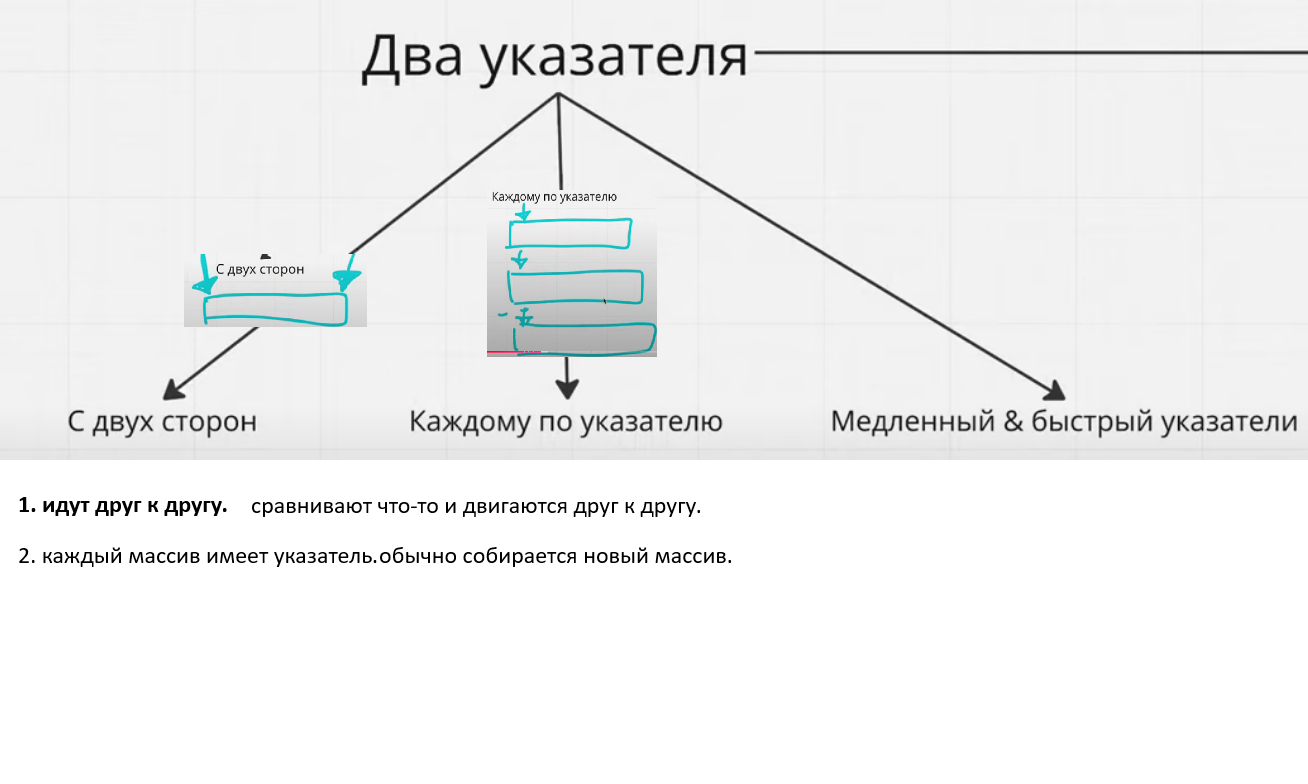 Два указателя
Каждому по указателю
С двух сторон
С двух сторон
Каждому по указателю
Медленный & быстрый указатели
1. идут друг к другу. сравнивают что-то и двигаются друг к другу.
2. каждый массив имеет указатель.обычно собирается новый массив.